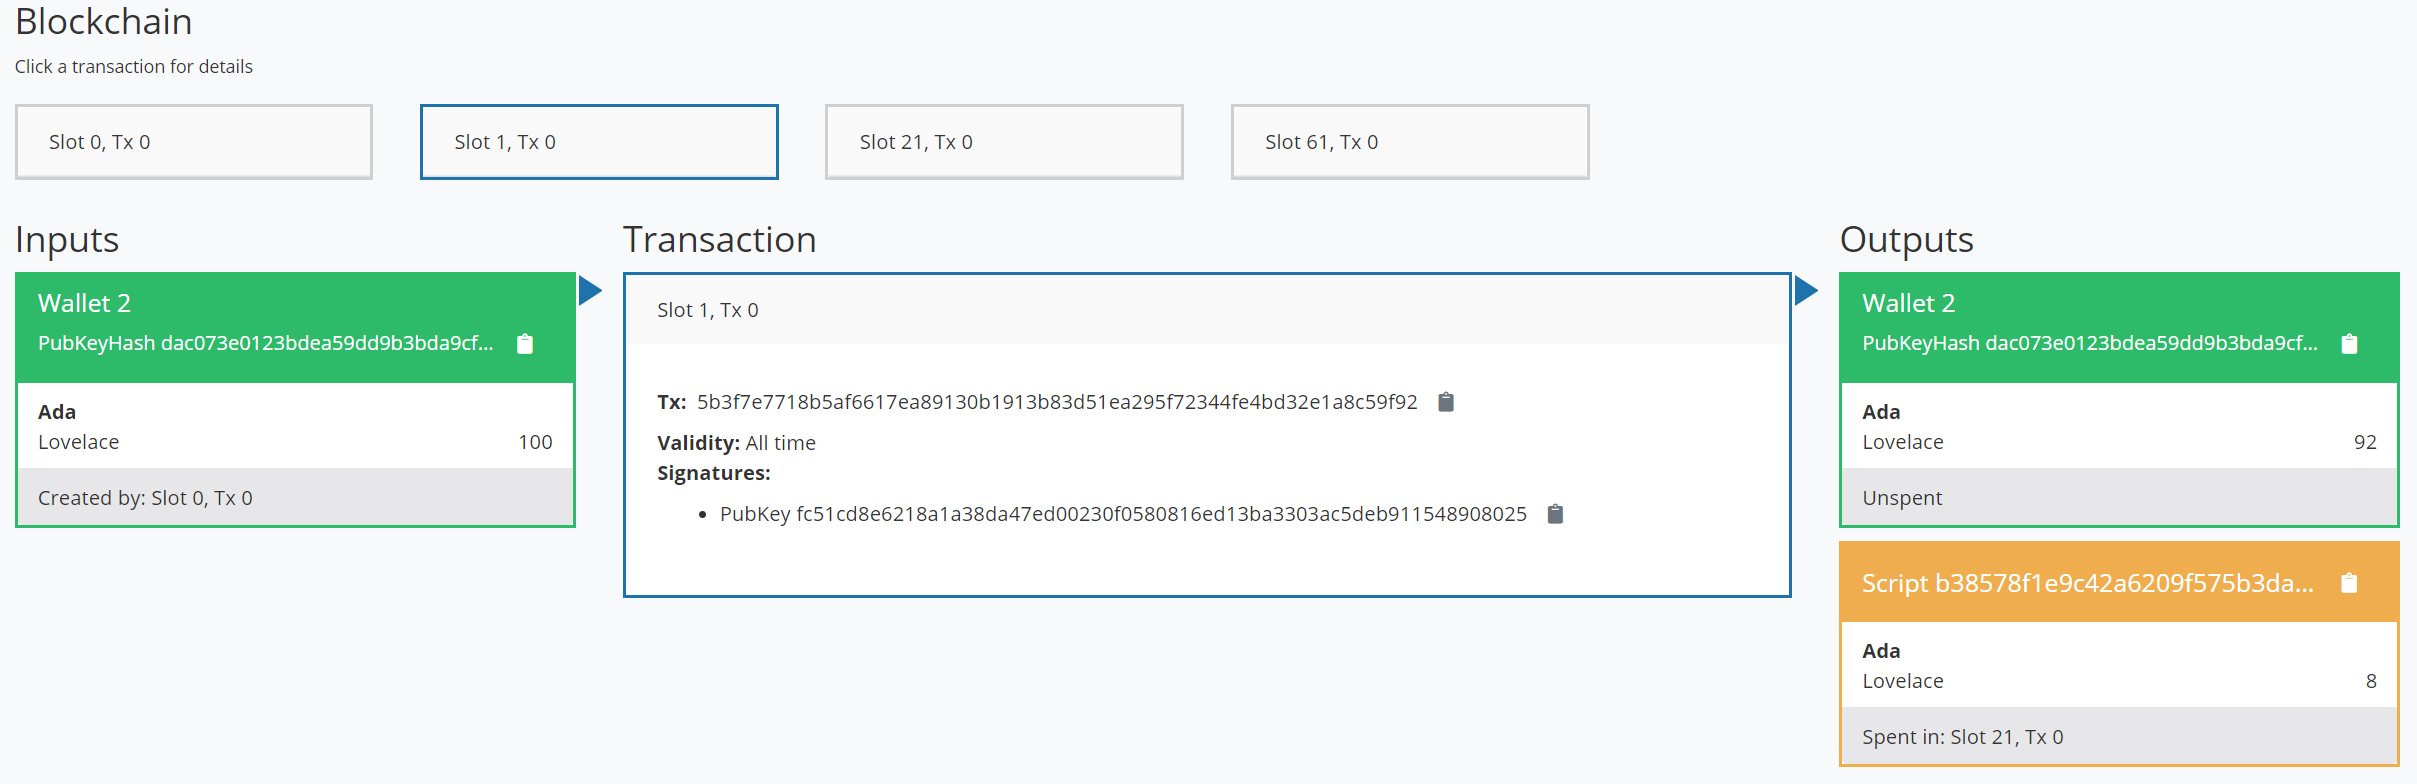 Blockchain
Click a transaction for details
Slot 0, Tx 0
Slot 1, Tx 0
Slot 21, Tx 0
Slot 61, Tx 0
Inputs
Wallet 2
PubKeyHash dac073e0123bdea59dd9b3bda9cf...
Ada
Lovelace 100
Created by: Slot 0, Tx 0
Transaction
Slot 1, Tx 0
Tx: 5b3f7e7718b5af6617ea89130b1913b83d51ea295f72344fe4bd32e1a8c59f92
Validity: All time
Signatures:
• PubKey fc51cd8e6218a1a38da47ed00230f0580816ed13ba3303ac5deb911548908025
Outputs
Wallet 2
PubKeyHash dac073e0123bdea59dd9b3bda9cf...
Ada
Lovelace 92
Unspent
Script b38578f1e9c42a6209f575b3da...
Ada
Lovelace 8
Spent in: Slot 21, Tx 0